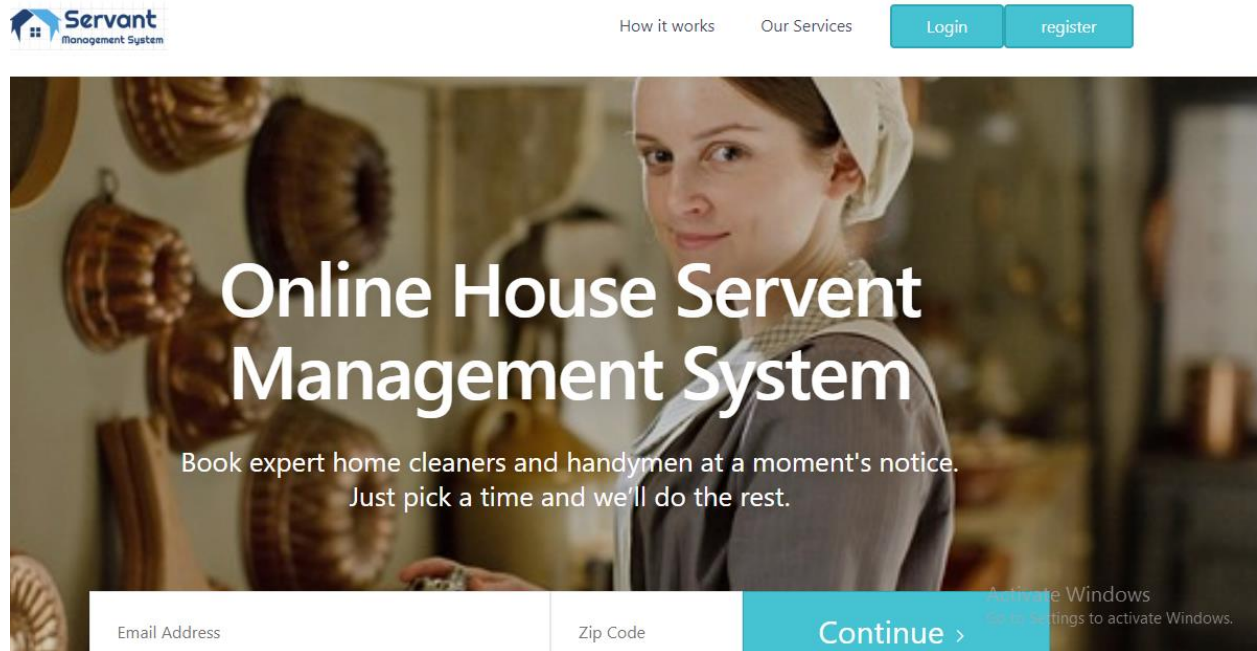 Servant
Management System
How it works
Our Services
Login
register
Online House Servent
Management System
Book expert home cleaners and handymen at a moment's notice.
Just pick a time and we'll do the rest.
Activate Windows
Go to Settings to activate Windows.
Email Address
Zip Code
Continue ›